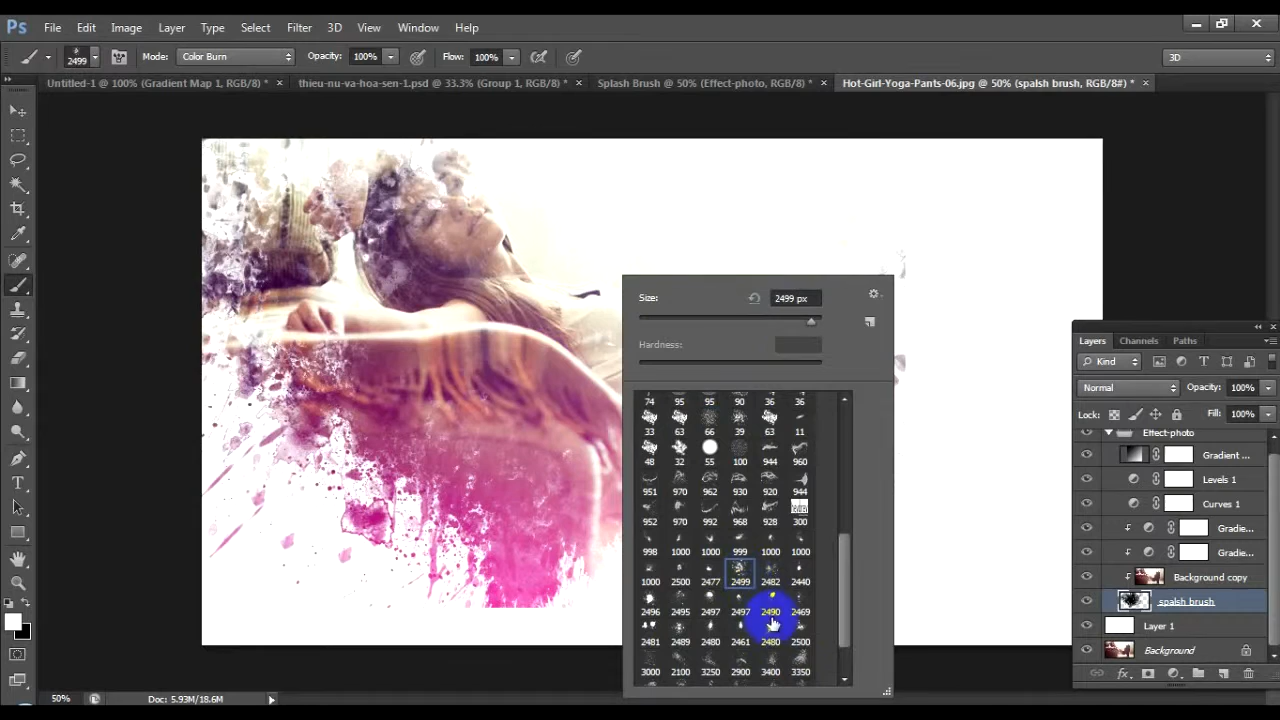 Ps File Edit Image Layer Type Select Filter 3D View Window Help
2499 Mode: Color Burn Opacity: 100% Flow: 100% 3D
Untitled-1 @ 100% (Gradient Map 1, RGB/8) * × thieu-nu-va-hoa-sen-1.psd @ 33.3% (Group 1, RGB/8) * × Splash Brush @ 50% (Effect-photo, RGB/8) * × Hot-Girl-Yoga-Pants-06.jpg @ 50% (spalsh brush, RGB/8#) * ×
Size: 2499 px
Hardness:
74 95 95 90 36 36
33 63 66 39 63 11
48 32 55 100 944 960
951 970 962 930 920 944
952 970 992 968 928 300
998 1000 1000 999 1000 1000
1000 2500 2477 2499 2482 2440
2496 2495 2497 2497 2490 2469
2481 2489 2480 2461 2480 2500
3000 2100 3250 2900 3400 3350
Layers Channels Paths
Kind
Normal Opacity: 100%
Lock: Fill: 100%
Effect-photo
Gradient ...
Levels 1
Curves 1
Gradie...
Gradie...
Background copy
spalsh brush
Layer 1
Background
50% Doc: 5.93M/18.6M